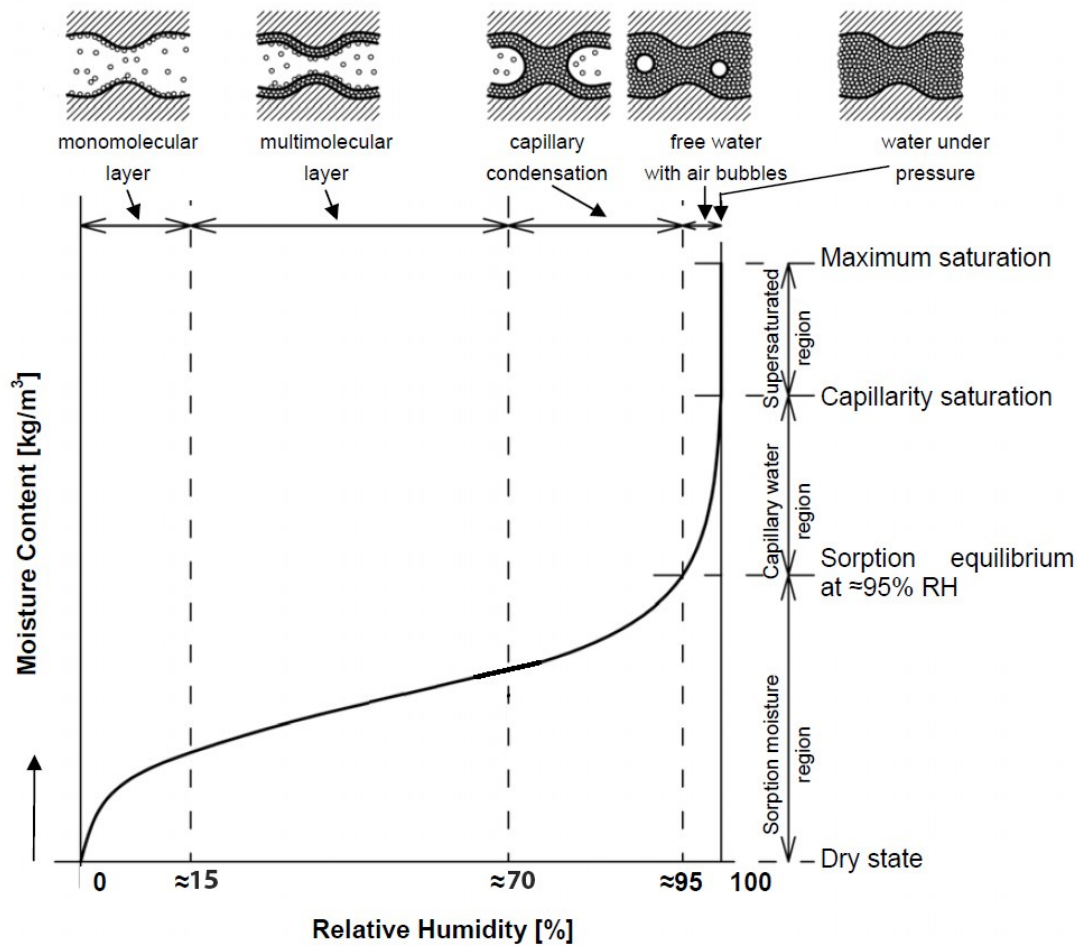 monomolecular
layer
multimolecular
layer
capillary
condensation
free water
with air bubbles
water under
pressure
Maximum saturation
Supersaturated
region
Capillarity saturation
Capillary water
region
Sorption equilibrium
at ≈95% RH
Sorption moisture
region
Dry state
Moisture Content [kg/m³]
0
≈15
≈70
≈95
100
Relative Humidity [%]